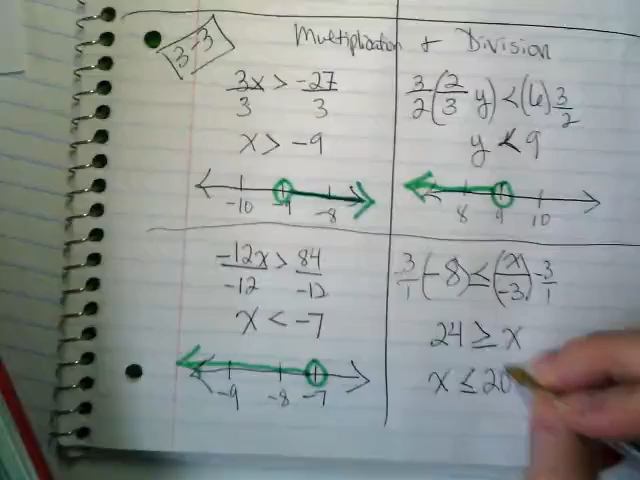 3-3
Multiplication & Division
3x/3 > -27/3
x > -9
-10 -9 -8
3/2 (2/3 y) < (6) 3/2
y < 9
8 9 10
-12x/-12 > 84/-12
x < -7
-9 -8 -7
3/1 (-8) ≤ (x/-3) -3/1
24 ≥ x
x ≤ 20